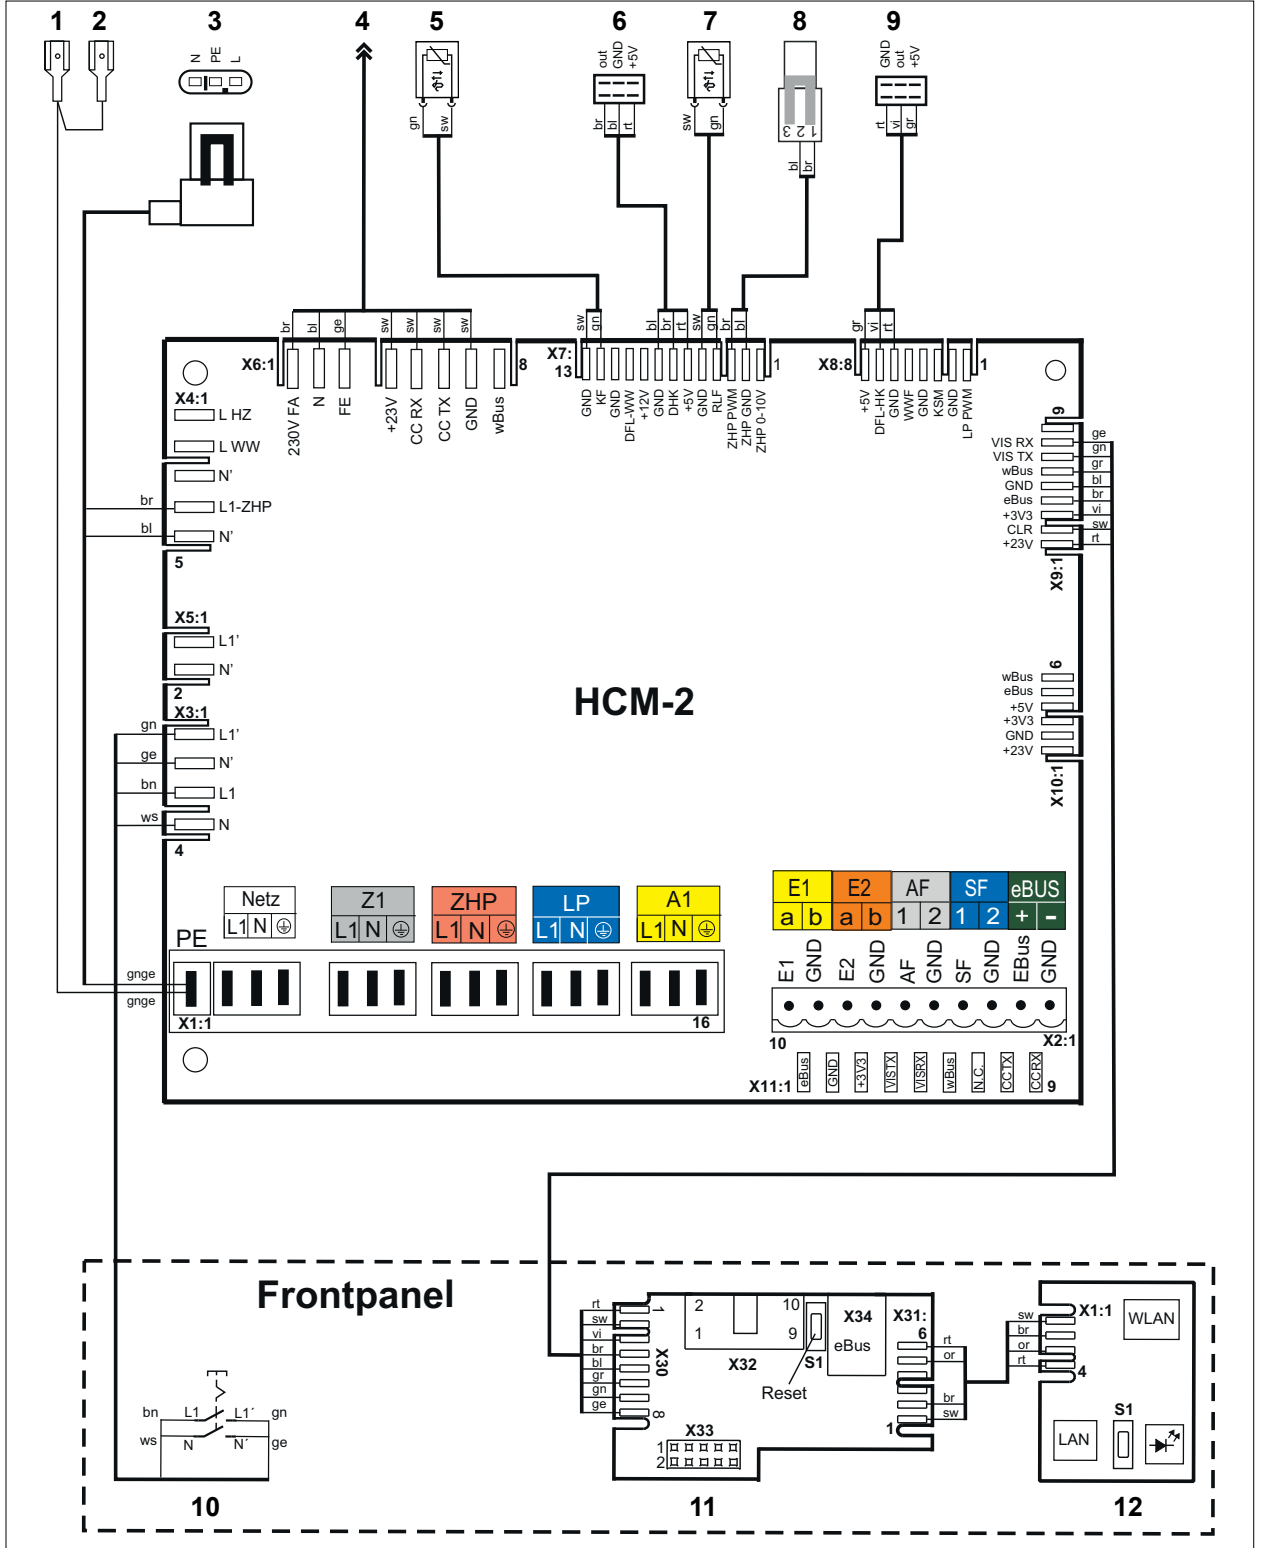 1 2 3 4 5 6 7 8 9
N PE L
out GND +5V
GND out +5V
gn sw
br bl rt
sw gn
3 2 1
bl br
rt vi gr
br bl ge sw sw sw sw
sw gn bl br rt sw gn br bl
gr vi rt
X6:1 8
X7: 13 1
X8:8 1
230V FA N FE +23V CC RX CC TX GND wBus
GND KF GND DFL-WW +12V GND DHK +5V GND RLF ZHP PWM ZHP GND ZHP 0-10V
+5V DFL-HK GND WWF GND KSM GND LP PWM
X4:1
L HZ
L WW
N'
br L1-ZHP
bl N'
5
X5:1
L1'
N'
2
X3:1
gn L1'
ge N'
bn L1
ws N
4
9
VIS RX ge
VIS TX gn
wBus gr
GND bl
eBus br
+3V3 vi
CLR sw
+23V rt
X9:1
HCM-2
6
wBus
eBus
+5V
+3V3
GND
+23V
X10:1
Netz Z1 ZHP LP A1
L1 N L1 N L1 N L1 N L1 N
PE
gnge
gnge
X1:1 16
E1 E2 AF SF eBUS
a b a b 1 2 1 2 + -
E1 GND E2 GND AF GND SF GND EBus GND
10 X2:1
X11:1 eBus GND +3V3 VISTX VISRX wBus N.C. CCTX CCRX 9
Frontpanel
bn L1 L1´ gn
ws N N´ ge
10
rt
sw
vi
br
bl
gr
gn
ge
1
X30
8
2 10
1 9
X32
S1
Reset
X34
eBus
X31:
6
1
rt
or
br
sw
X33
1
2
11
sw
br
or
rt
X1:1
4
WLAN
S1
LAN
12